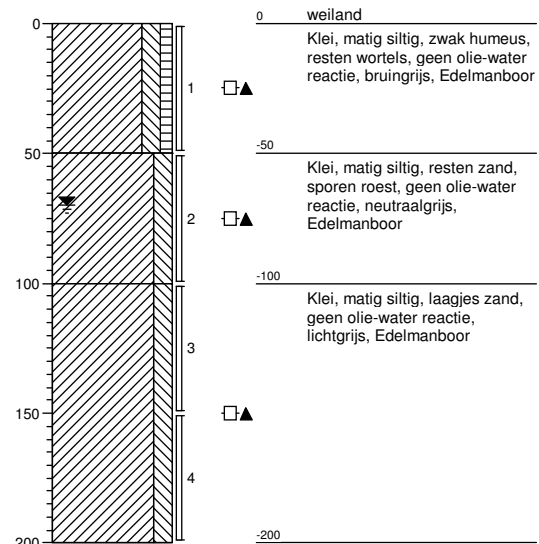 0
50
100
150
200
1
2
3
4
0 weiland
Klei, matig siltig, zwak humeus,
resten wortels, geen olie-water
reactie, bruingrijs, Edelmanboor
-50
Klei, matig siltig, resten zand,
sporen roest, geen olie-water
reactie, neutraalgrijs,
Edelmanboor
-100
Klei, matig siltig, laagjes zand,
geen olie-water reactie,
lichtgrijs, Edelmanboor
-200